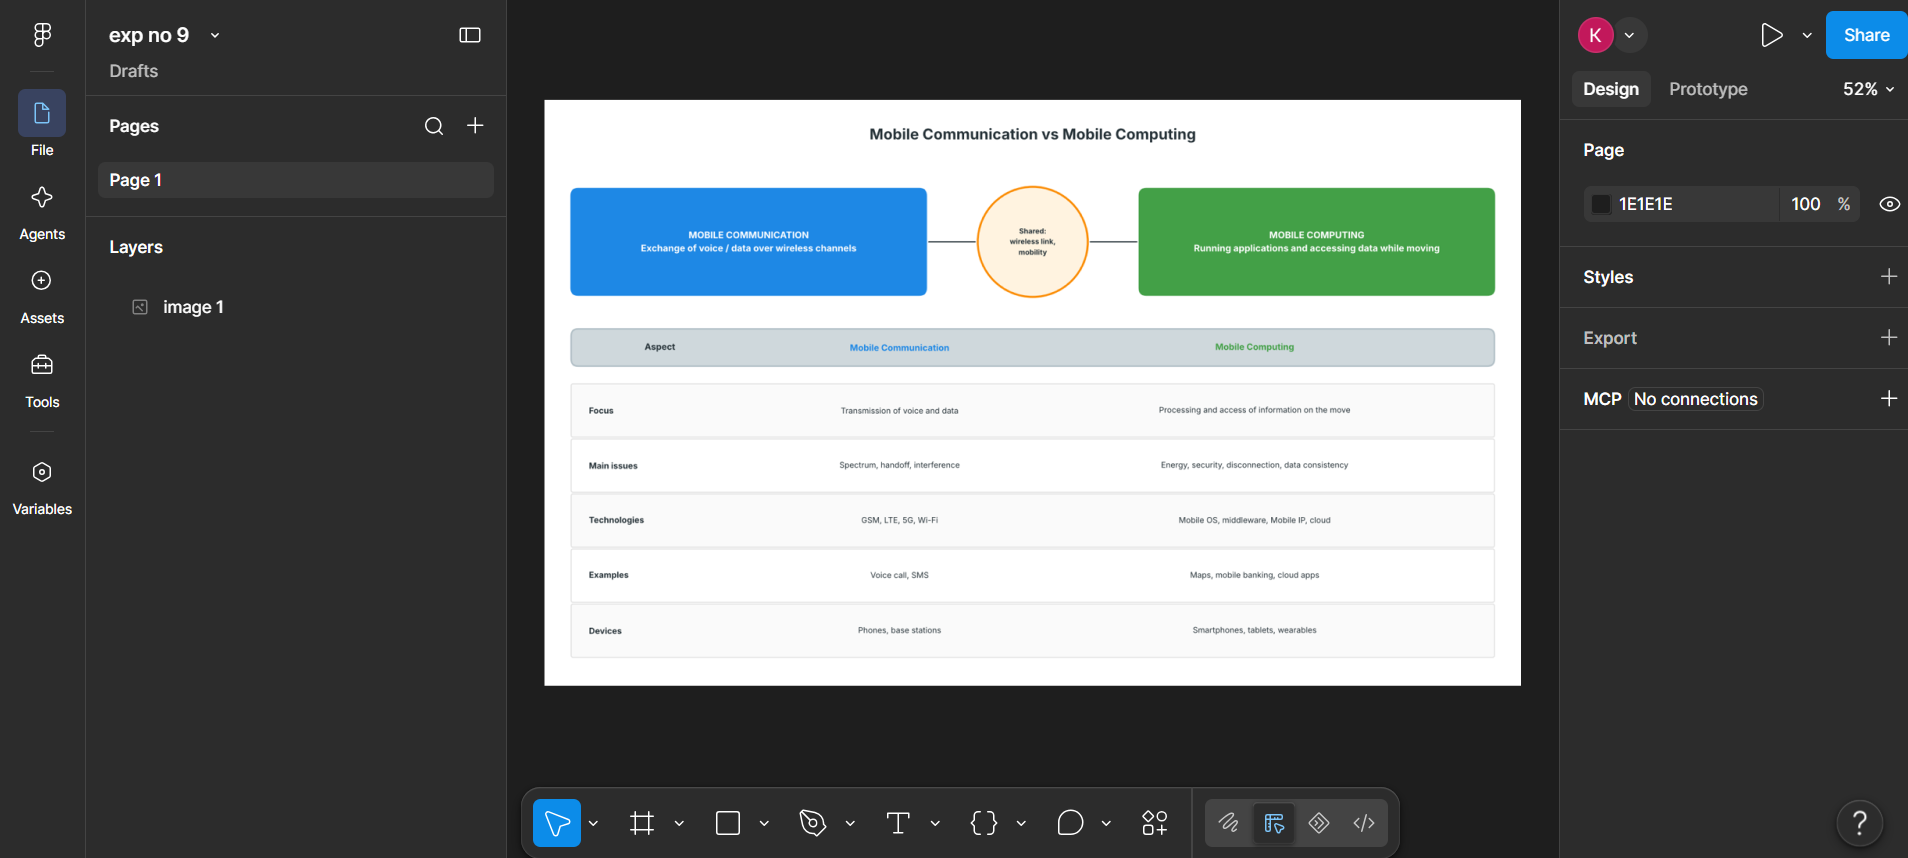 exp no 9
Drafts
Pages
Page 1
Layers
image 1
File
Agents
Assets
Tools
Variables
Mobile Communication vs Mobile Computing
MOBILE COMMUNICATION
Exchange of voice / data over wireless channels
Shared:
wireless link,
mobility
MOBILE COMPUTING
Running applications and accessing data while moving
Aspect Mobile Communication Mobile Computing
Focus Transmission of voice and data Processing and access of information on the move
Main issues Spectrum, handoff, interference Energy, security, disconnection, data consistency
Technologies GSM, LTE, 5G, Wi-Fi Mobile OS, middleware, Mobile IP, cloud
Examples Voice call, SMS Maps, mobile banking, cloud apps
Devices Phones, base stations Smartphones, tablets, wearables
K
Share
Design Prototype 52%
Page
1E1E1E 100 %
Styles
Export
MCP No connections
?